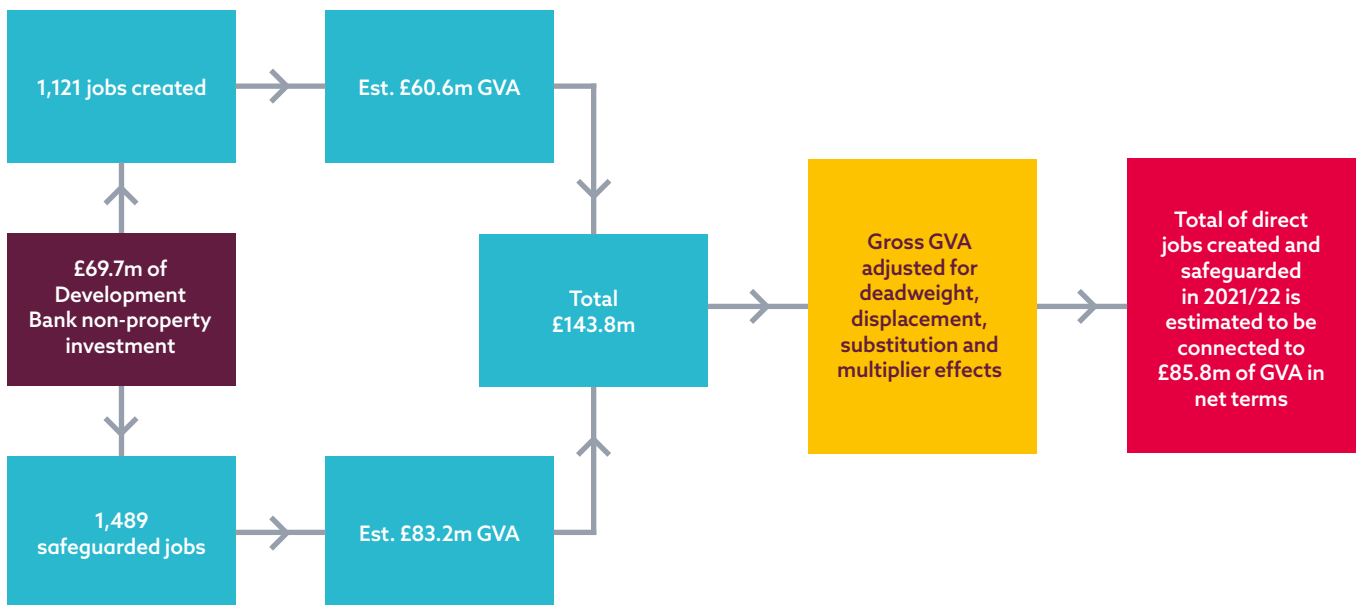 1,121 jobs created
Est. £60.6m GVA
£69.7m of
Development
Bank non-property
investment
1,489
safeguarded jobs
Est. £83.2m GVA
Total
£143.8m
Gross GVA
adjusted for
deadweight,
displacement,
substitution and
multiplier effects
Total of direct
jobs created and
safeguarded
in 2021/22 is
estimated to be
connected to
£85.8m of GVA in
net terms